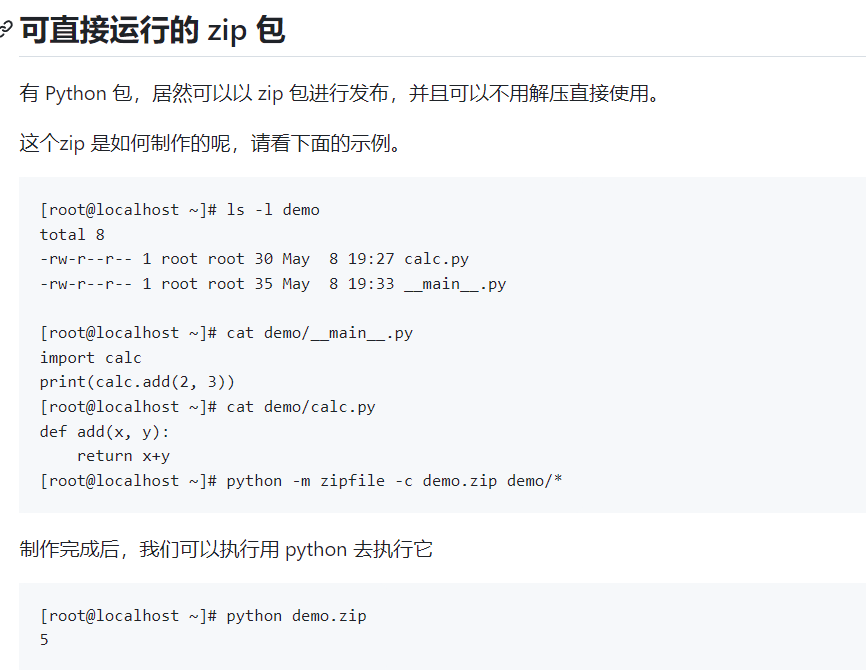 可直接运行的 zip 包
有 Python 包，居然可以以 zip 包进行发布，并且可以不用解压直接使用。
这个zip 是如何制作的呢，请看下面的示例。
[root@localhost ~]# ls -l demo
total 8
-rw-r--r-- 1 root root 30 May  8 19:27 calc.py
-rw-r--r-- 1 root root 35 May  8 19:33 __main__.py
[root@localhost ~]# cat demo/__main__.py
import calc
print(calc.add(2, 3))
[root@localhost ~]# cat demo/calc.py
def add(x, y):
    return x+y
[root@localhost ~]# python -m zipfile -c demo.zip demo/*
制作完成后，我们可以执行用 python 去执行它
[root@localhost ~]# python demo.zip
5